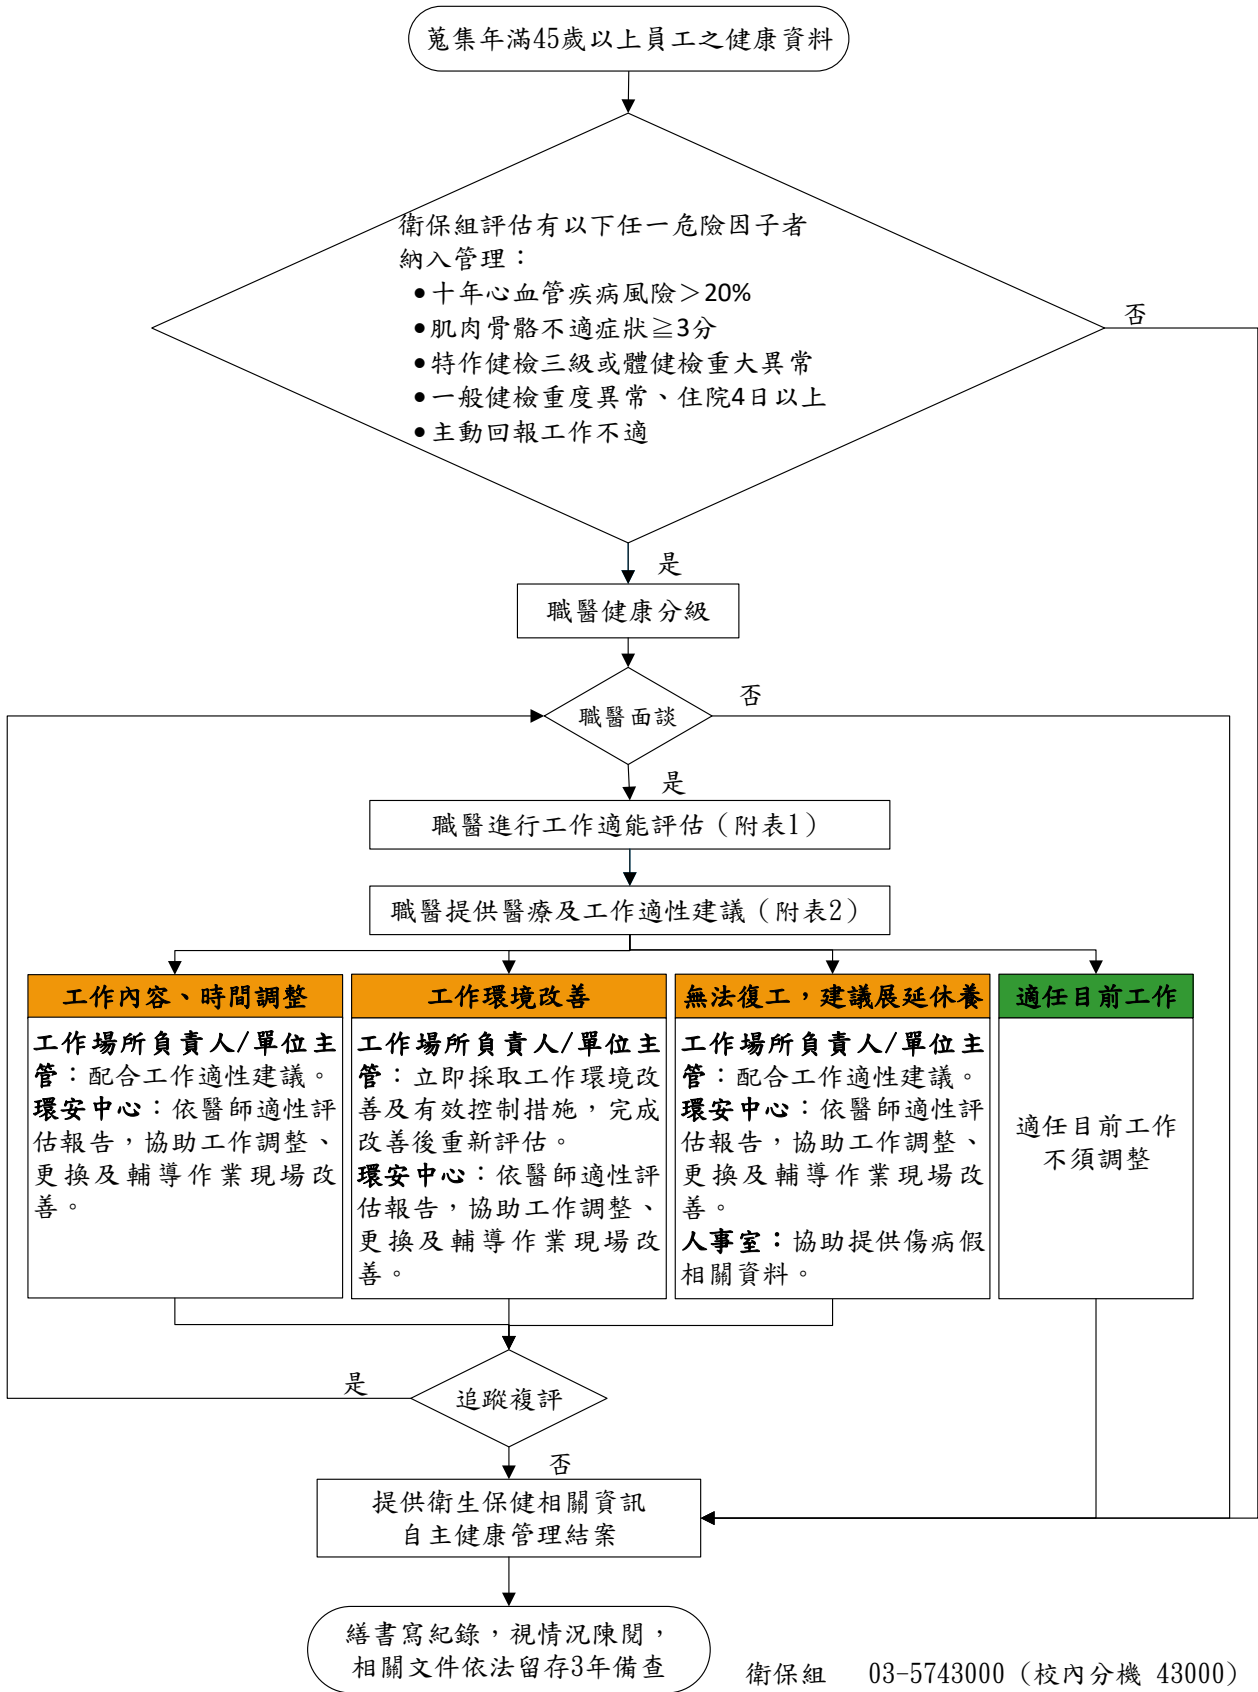 蒐集年滿45歲以上員工之健康資料
衛保組評估有以下任一危險因子者
納入管理：
•十年心血管疾病風險＞20%
•肌肉骨骼不適症狀≧3分
•特作健檢三級或體健檢重大異常
•一般健檢重度異常、住院4日以上
•主動回報工作不適
否
是
職醫健康分級
職醫面談
否
是
職醫進行工作適能評估（附表1）
職醫提供醫療及工作適性建議（附表2）
工作內容、時間調整
工作場所負責人/單位主
管：配合工作適性建議。
環安中心：依醫師適性評
估報告，協助工作調整、
更換及輔導作業現場改
善。
工作環境改善
工作場所負責人/單位主
管：立即採取工作環境改
善及有效控制措施，完成
改善後重新評估。
環安中心：依醫師適性評
估報告，協助工作調整、
更換及輔導作業現場改
善。
無法復工，建議展延休養
工作場所負責人/單位主
管：配合工作適性建議。
環安中心：依醫師適性評
估報告，協助工作調整、
更換及輔導作業現場改
善。
人事室：協助提供傷病假
相關資料。
適任目前工作
適任目前工作
不須調整
是
追蹤複評
否
提供衛生保健相關資訊
自主健康管理結案
繕書寫紀錄，視情況陳閱，
相關文件依法留存3年備查
衛保組 03-5743000（校內分機 43000）